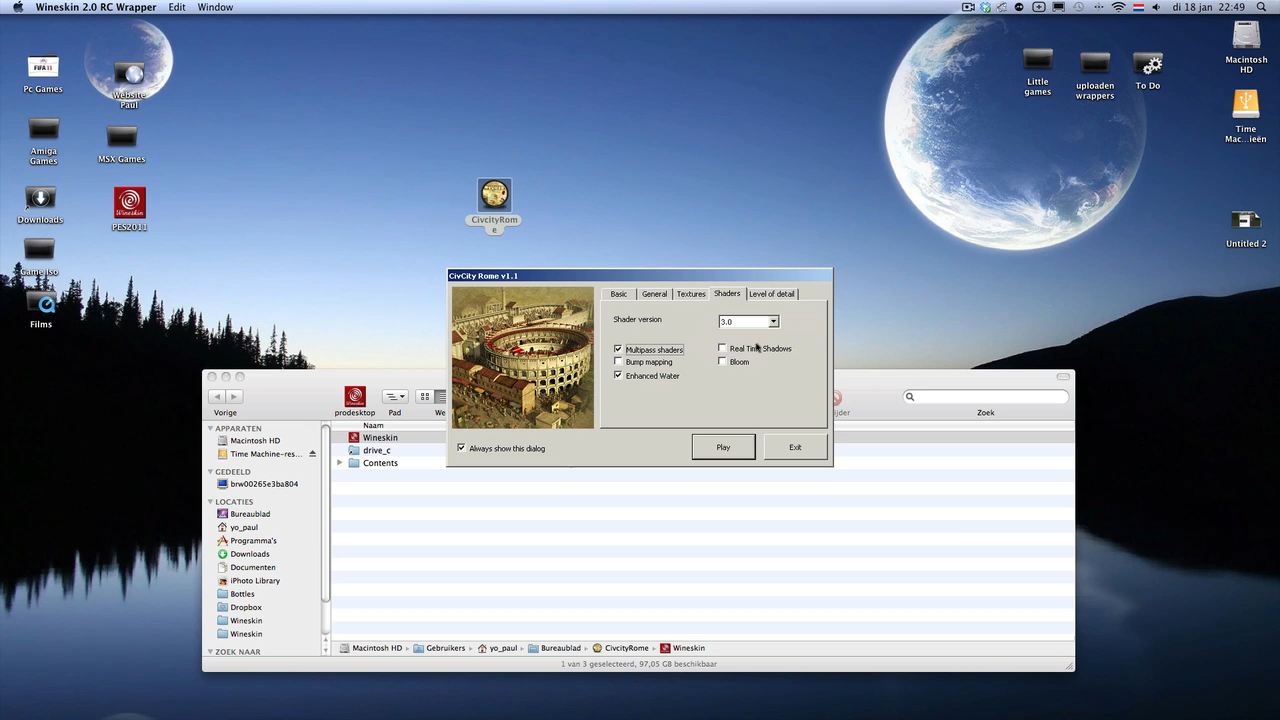 Wineskin 2.0 RC Wrapper Edit Window
di 18 jan 22:49
FIFA 11
Pc Games
Website
Paul
Amiga
Games
MSX Games
Downloads
Wineskin
PES2011
Game Iso
Films
CivcityRom
e
Little
games
uploaden
wrappers
To Do
Macintosh
HD
Time
Mac...ieën
Untitled 2
CivCity Rome v1.1
Basic General Textures Shaders Level of detail
Shader version 3.0
Multipass shaders Real Time Shadows
Bump mapping Bloom
Enhanced Water
Always show this dialog Play Exit
Vorige prodesktop Pad We ijder Zoek
Naam
Wineskin
drive_c
Contents
APPARATEN
Macintosh HD
Time Machine-res...
GEDEELD
brw00265e3ba804
LOCATIES
Bureaublad
yo_paul
Programma's
Downloads
Documenten
iPhoto Library
Bottles
Dropbox
Wineskin
Wineskin
ZOEK NAAR
Macintosh HD Gebruikers yo_paul Bureaublad CivcityRome Wineskin
1 van 3 geselecteerd, 97,05 GB beschikbaar